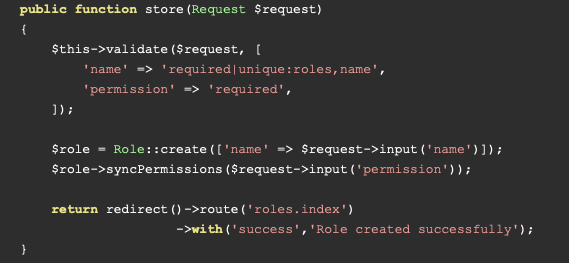 public function store(Request $request)
{
    $this->validate($request, [
        'name' => 'required|unique:roles,name',
        'permission' => 'required',
    ]);

    $role = Role::create(['name' => $request->input('name')]);
    $role->syncPermissions($request->input('permission'));

    return redirect()->route('roles.index')
                    ->with('success','Role created successfully');
}